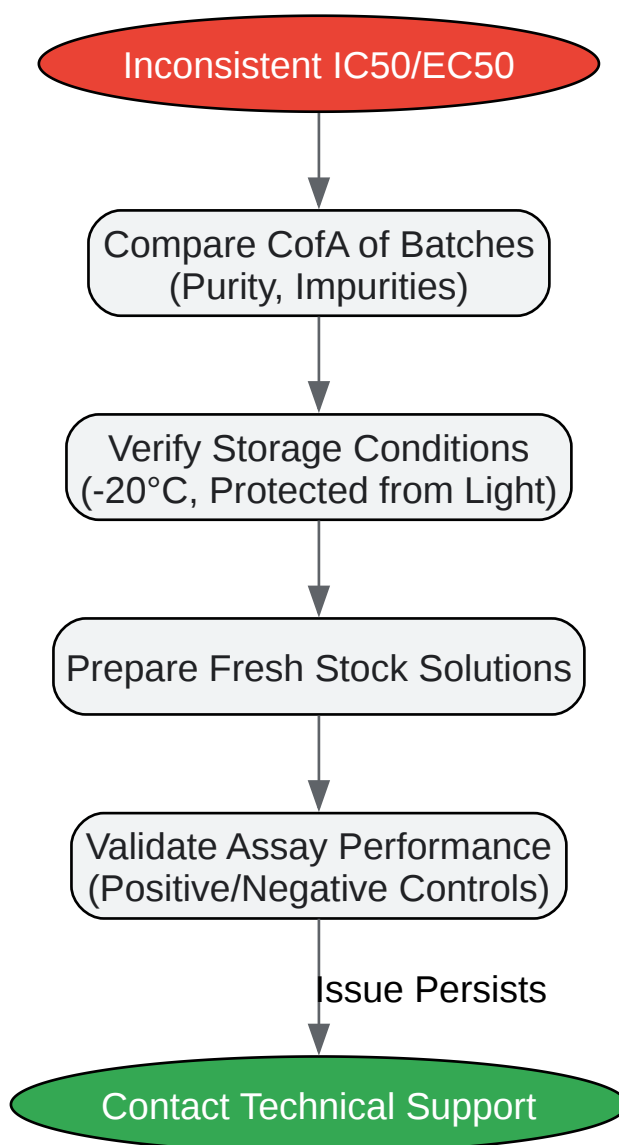 Inconsistent IC50/EC50
Compare CofA of Batches
(Purity, Impurities)
Verify Storage Conditions
(-20°C, Protected from Light)
Prepare Fresh Stock Solutions
Validate Assay Performance
(Positive/Negative Controls)
Issue Persists
Contact Technical Support